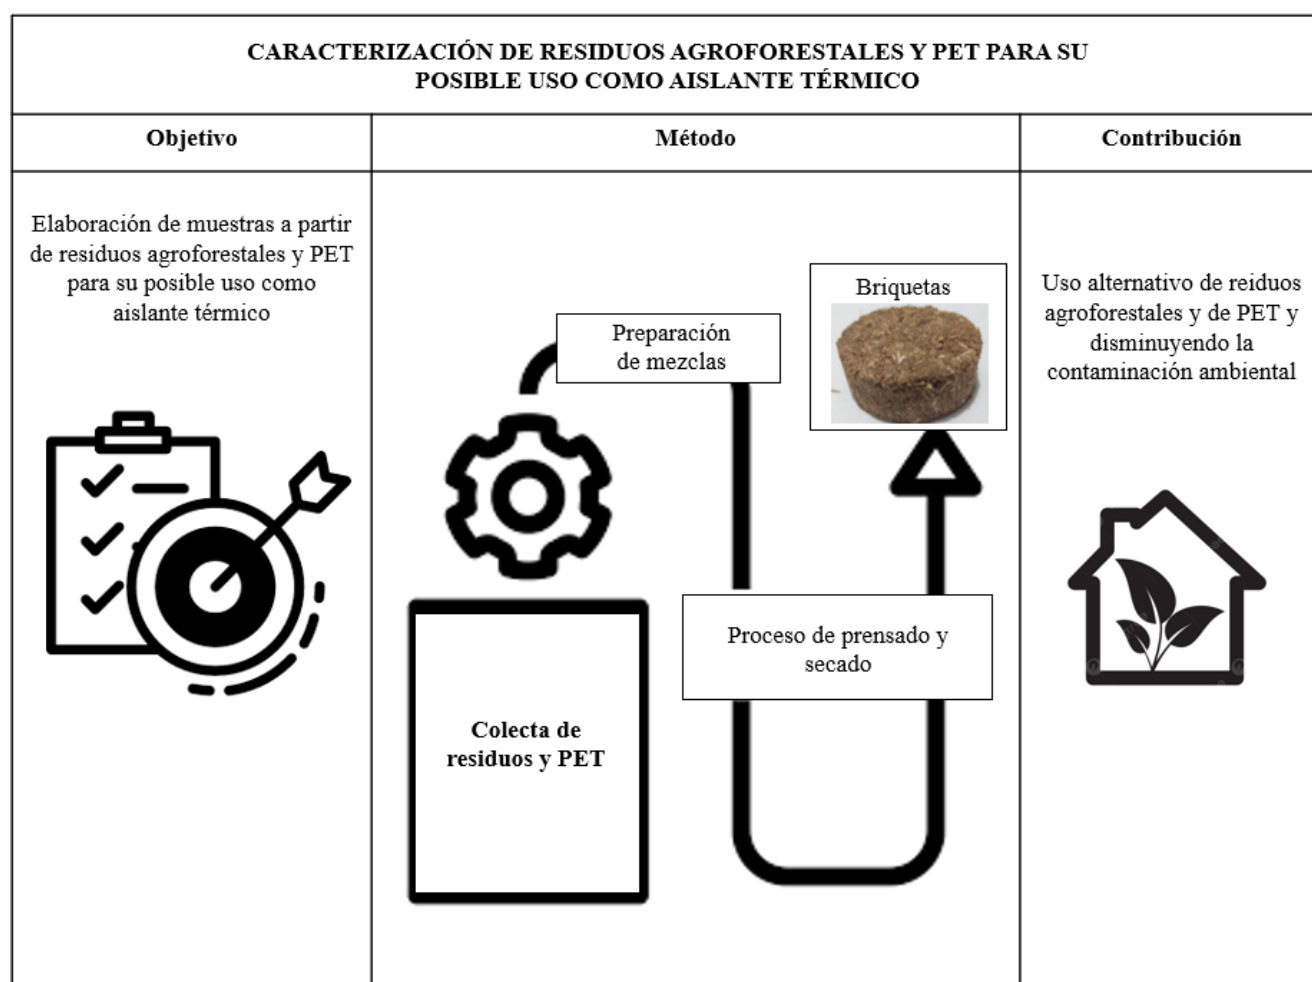 CARACTERIZACIÓN DE RESIDUOS AGROFORESTALES Y PET PARA SU
POSIBLE USO COMO AISLANTE TÉRMICO
Objetivo
Método
Contribución
Elaboración de muestras a partir
de residuos agroforestales y PET
para su posible uso como
aislante térmico
Colecta de
residuos y PET
Preparación
de mezclas
Proceso de prensado y
secado
Briquetas
Uso alternativo de reiduos
agroforestales y de PET y
disminuyendo la
contaminación ambiental